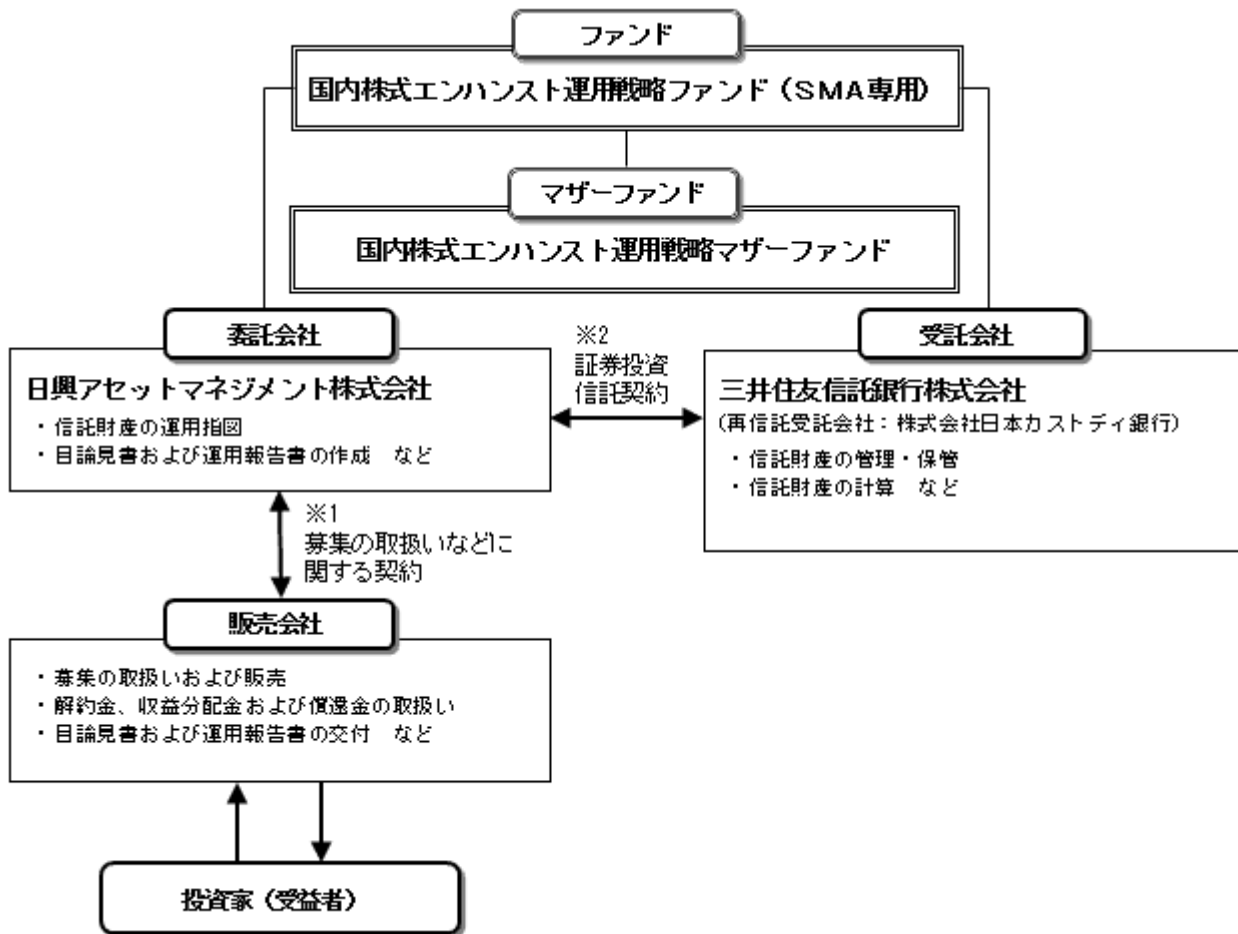 ファンド
国内株式エンハンスト運用戦略ファンド（ＳＭＡ専用）
マザーファンド
国内株式エンハンスト運用戦略マザーファンド
委託会社
日興アセットマネジメント株式会社
・信託財産の運用指図
・目論見書および運用報告書の作成　など
※2
証券投資
信託契約
受託会社
三井住友信託銀行株式会社
（再信託受託会社：株式会社日本カストディ銀行）
・信託財産の管理・保管
・信託財産の計算　など
※1
募集の取扱いなどに
関する契約
販売会社
・募集の取扱いおよび販売
・解約金、収益分配金および償還金の取扱い
・目論見書および運用報告書の交付　など
投資家（受益者）